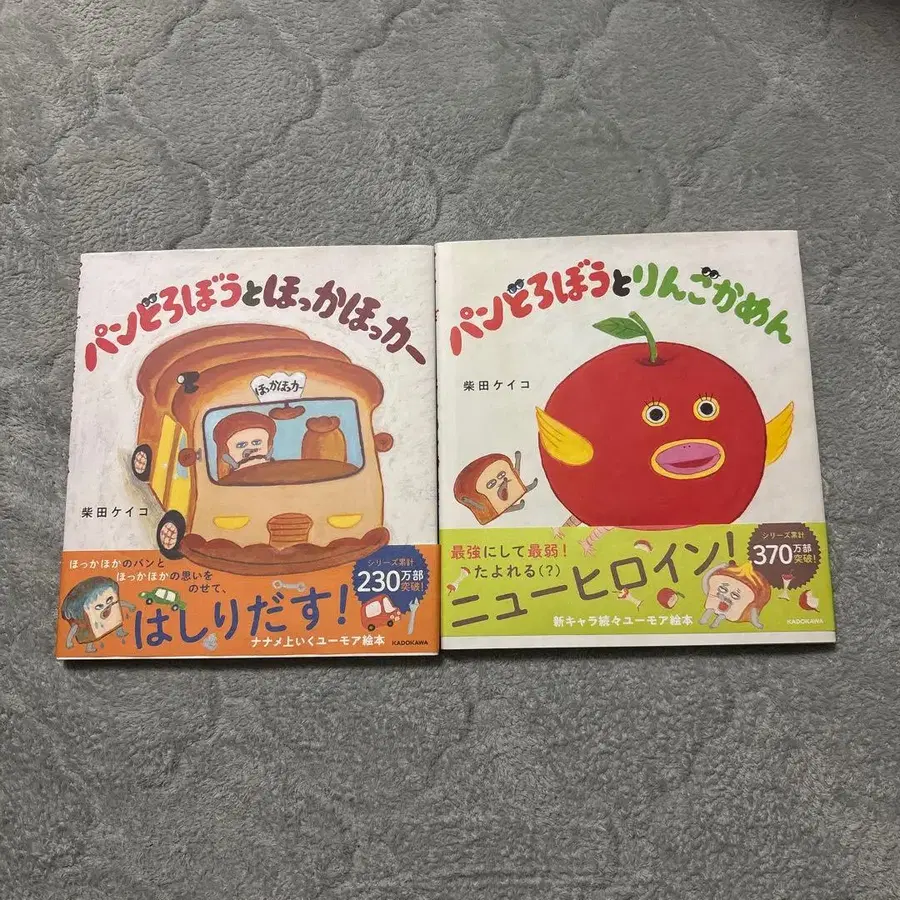 パンどろぼうとほっかほっカー
ほっかほっカー
柴田ケイコ
ほっかほかのパンと
ほっかほかの思いを
のせて、
はしりだす!
シリーズ累計
230万部
突破!
ナナメ上いくユーモア絵本
KADOKAWA
パンどろぼうとりんごかめん
柴田ケイコ
最強にして最弱!
たよれる(?)
ニューヒロイン!
シリーズ累計
370万部
突破!
新キャラ続々ユーモア絵本
KADOKAWA